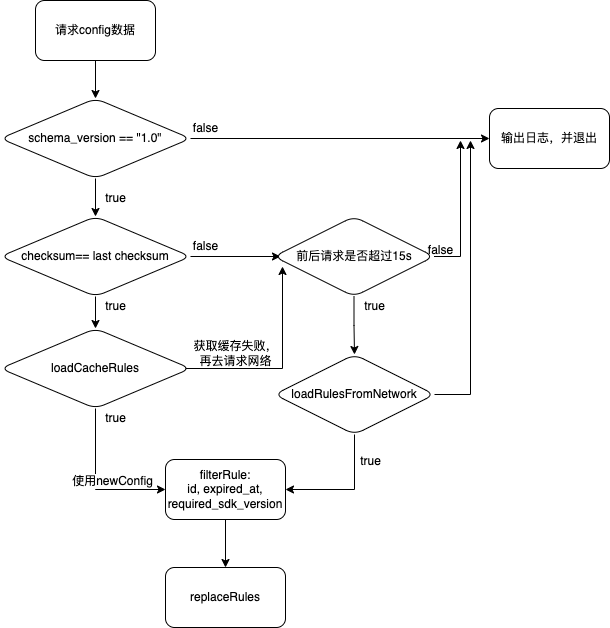 请求config数据
schema_version == "1.0"
false
输出日志，并退出
true
checksum== last checksum
false
前后请求是否超过15s
false
true
true
loadCacheRules
获取缓存失败，
再去请求网络
loadRulesFromNetwork
true
true
使用newConfig
filterRule:
id, expired_at,
required_sdk_version
replaceRules